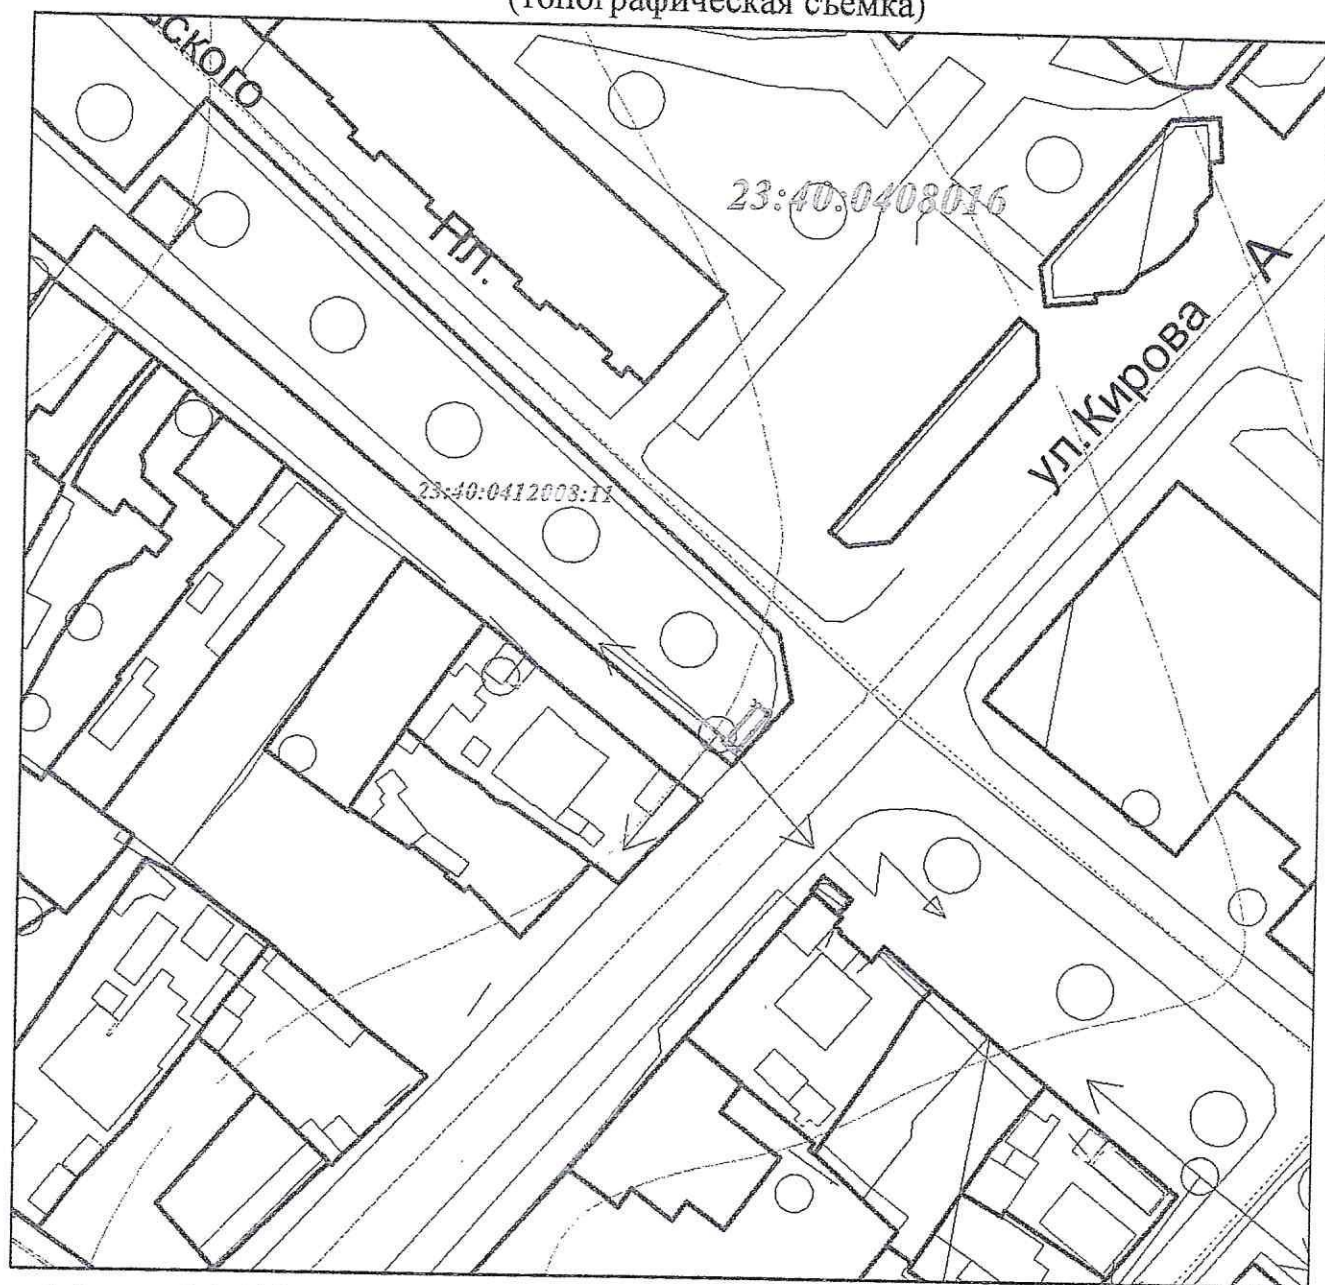 (топографическая съемка)
ского
Пл.
23:40:0408016
А
ул.Кирова
23:40:0412008:11